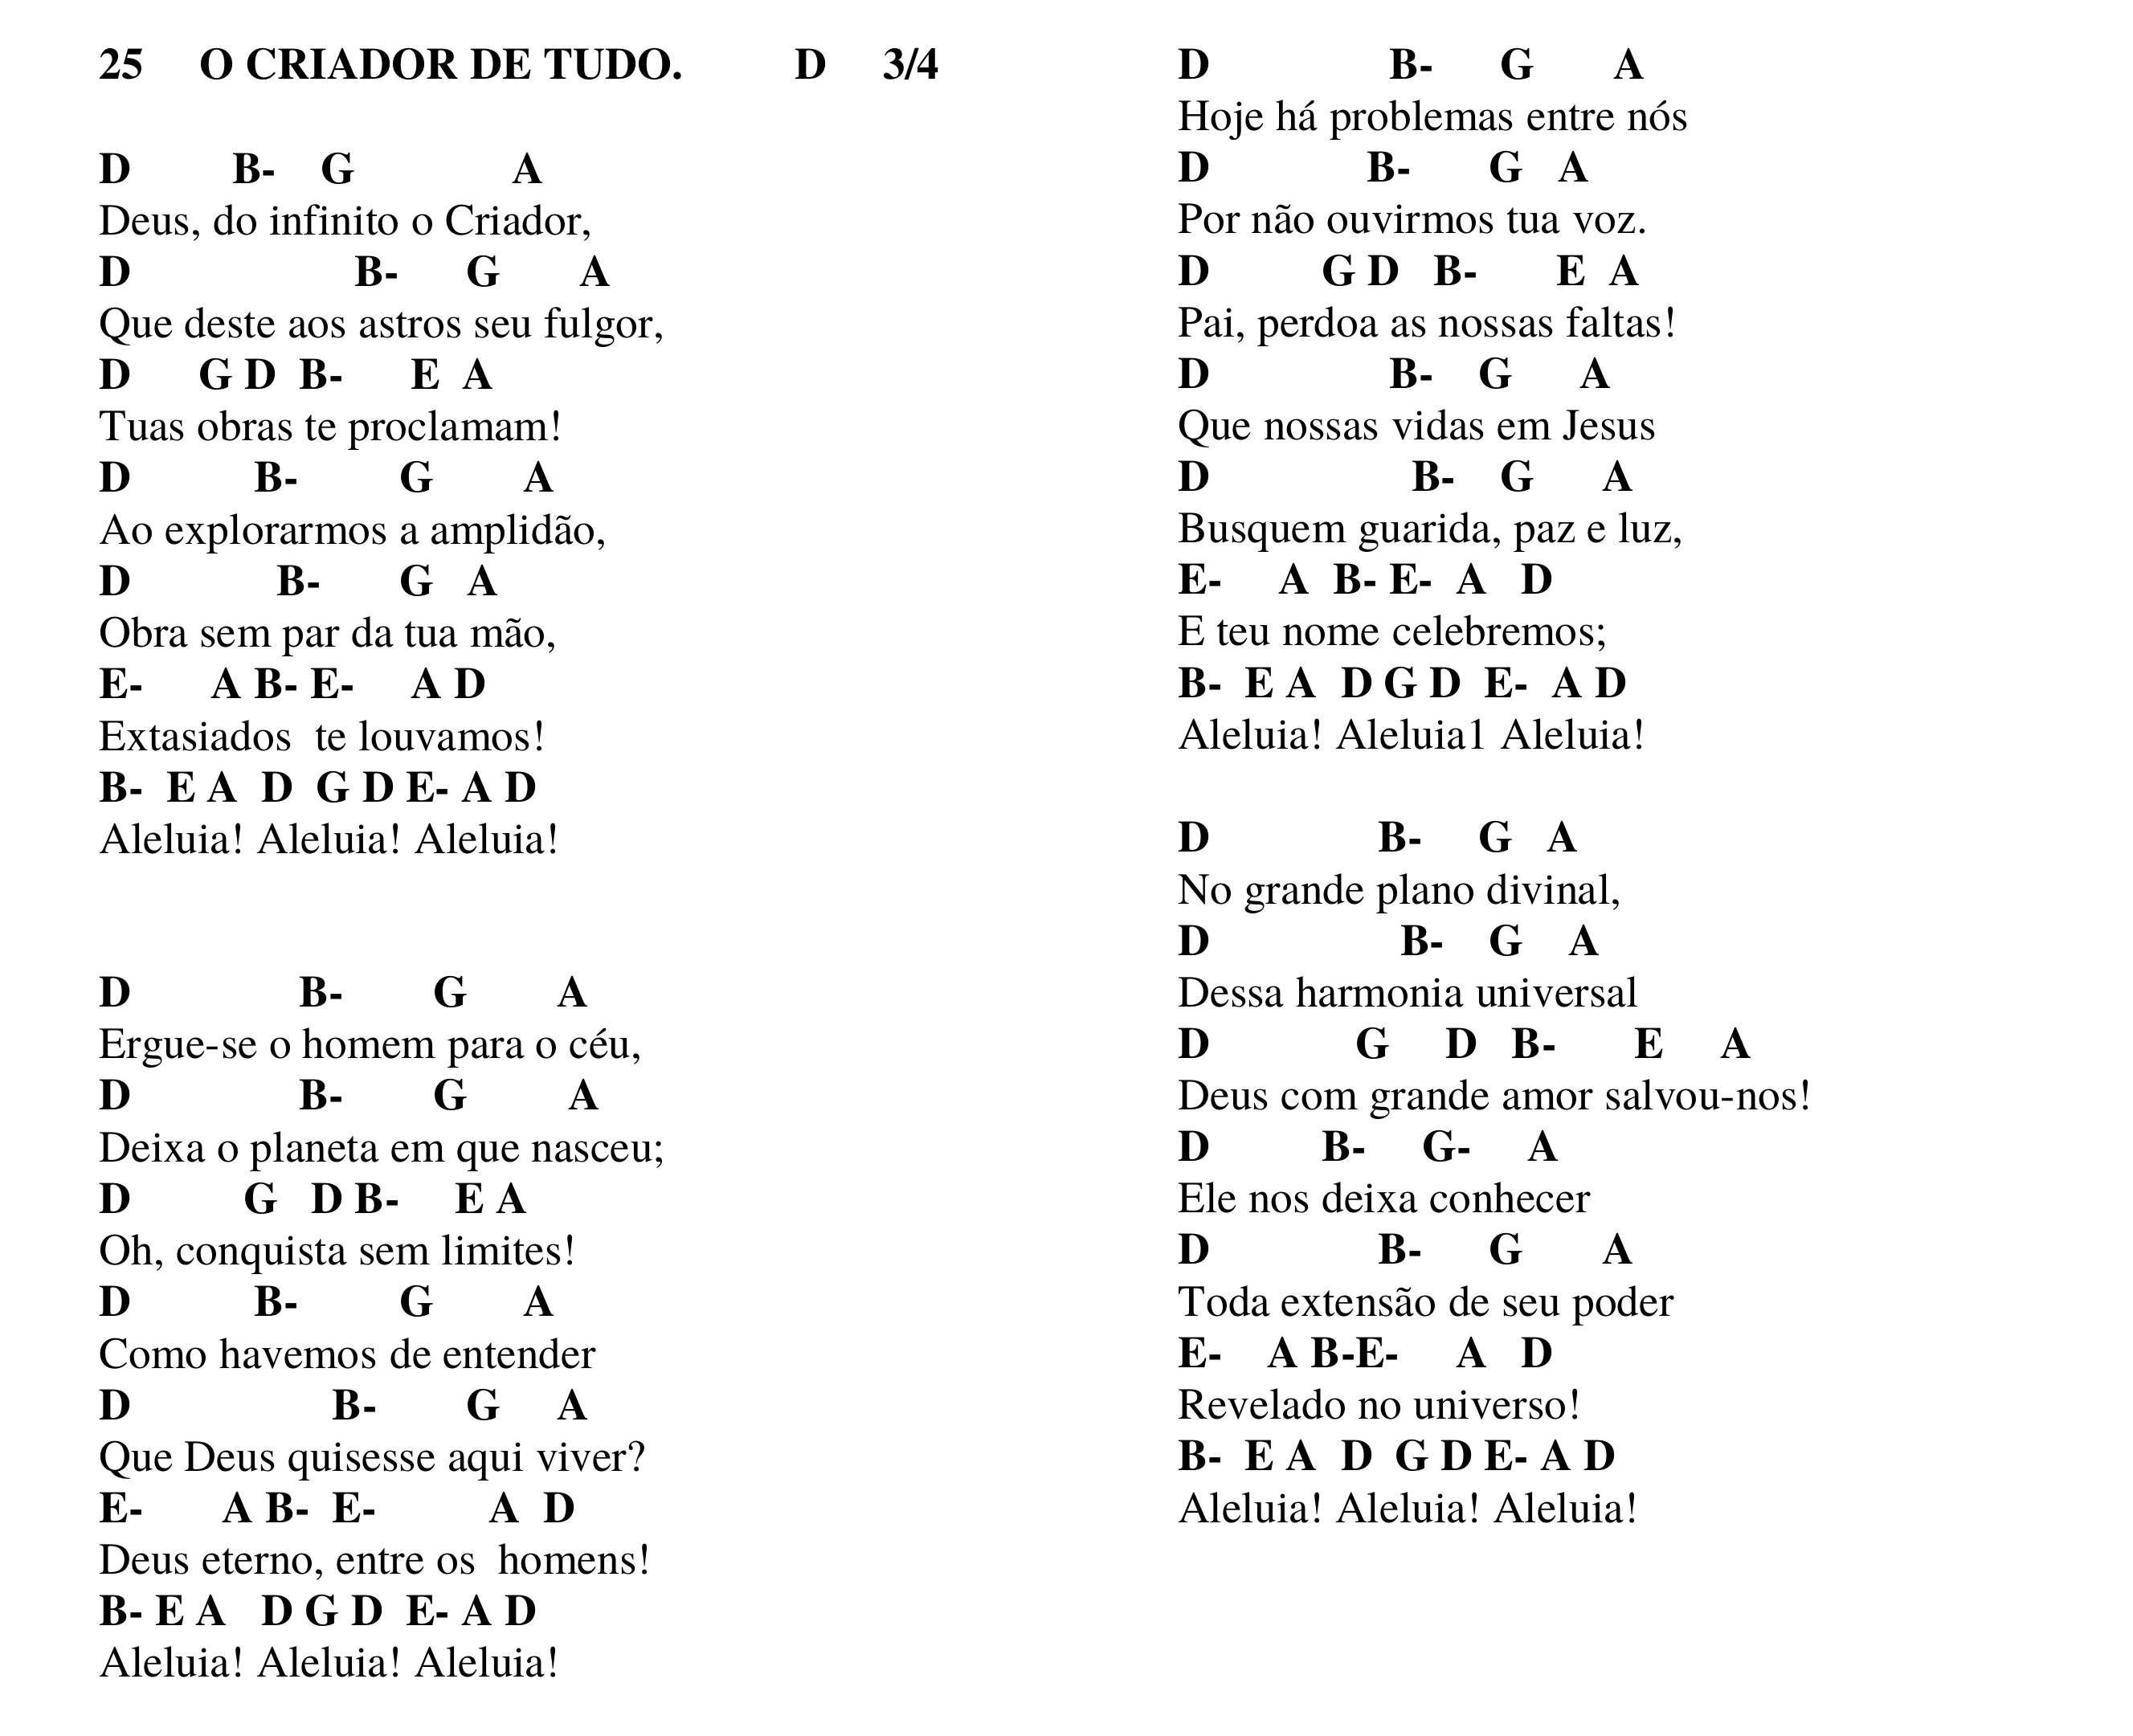 25 O CRIADOR DE TUDO. D 3/4
D B- G A
Deus, do infinito o Criador,
D B- G A
Que deste aos astros seu fulgor,
D G D B- E A
Tuas obras te proclamam!
D B- G A
Ao explorarmos a amplidão,
D B- G A
Obra sem par da tua mão,
E- A B- E- A D
Extasiados te louvamos!
B- E A D G D E- A D
Aleluia! Aleluia! Aleluia!
D B- G A
Ergue-se o homem para o céu,
D B- G A
Deixa o planeta em que nasceu;
D G D B- E A
Oh, conquista sem limites!
D B- G A
Como havemos de entender
D B- G A
Que Deus quisesse aqui viver?
E- A B- E- A D
Deus eterno, entre os homens!
B- E A D G D E- A D
Aleluia! Aleluia! Aleluia!
D B- G A
Hoje há problemas entre nós
D B- G A
Por não ouvirmos tua voz.
D G D B- E A
Pai, perdoa as nossas faltas!
D B- G A
Que nossas vidas em Jesus
D B- G A
Busquem guarida, paz e luz,
E- A B- E- A D
E teu nome celebremos;
B- E A D G D E- A D
Aleluia! Aleluia1 Aleluia!
D B- G A
No grande plano divinal,
D B- G A
Dessa harmonia universal
D G D B- E A
Deus com grande amor salvou-nos!
D B- G- A
Ele nos deixa conhecer
D B- G A
Toda extensão de seu poder
E- A B-E- A D
Revelado no universo!
B- E A D G D E- A D
Aleluia! Aleluia! Aleluia!